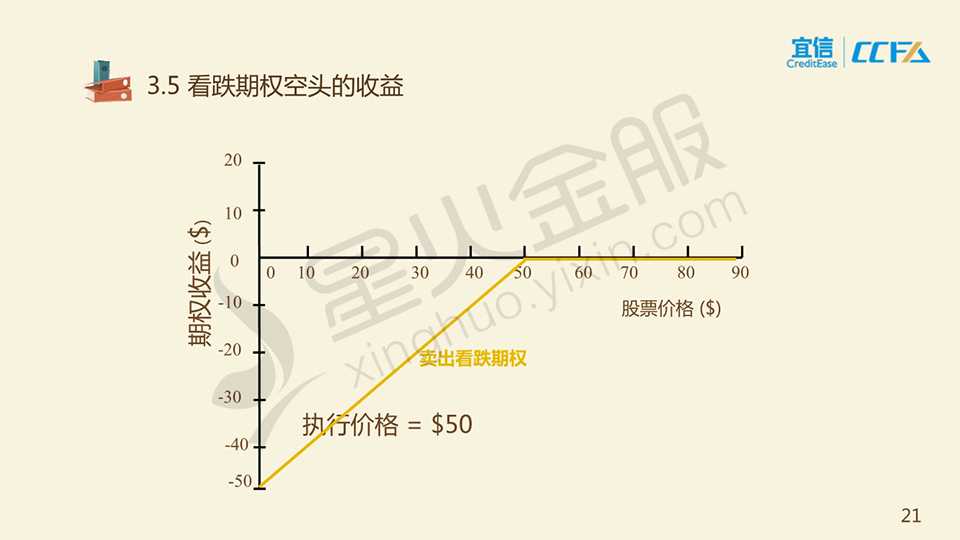 宜信
CreditEase
CCFA
3.5 看跌期权空头的收益
20
10
0
-10
-20
-30
-40
-50
期权收益 ($)
0 10 20 30 40 50 60 70 80 90
股票价格 ($)
卖出看跌期权
执行价格 = $50
星火金服
xinghuo.yixin.com
21